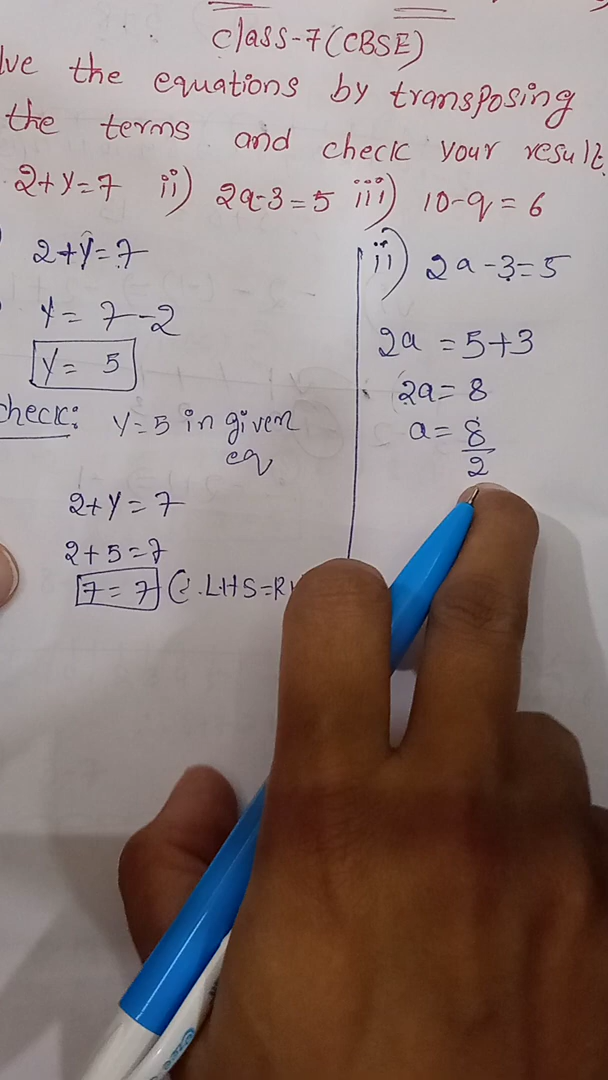 class-7(CBSE)
the equations by transposing
the terms and check your result.
2+y=7 ii) 2a-3=5 iii) 10-q=6
2+y=7
y= 7-2
y= 5
check: y=5 in given
eq
2+y=7
2+5=7
7=7 (∵ LHS=R
ii) 2a-3=5
2a =5+3
2a= 8
a= 8
2